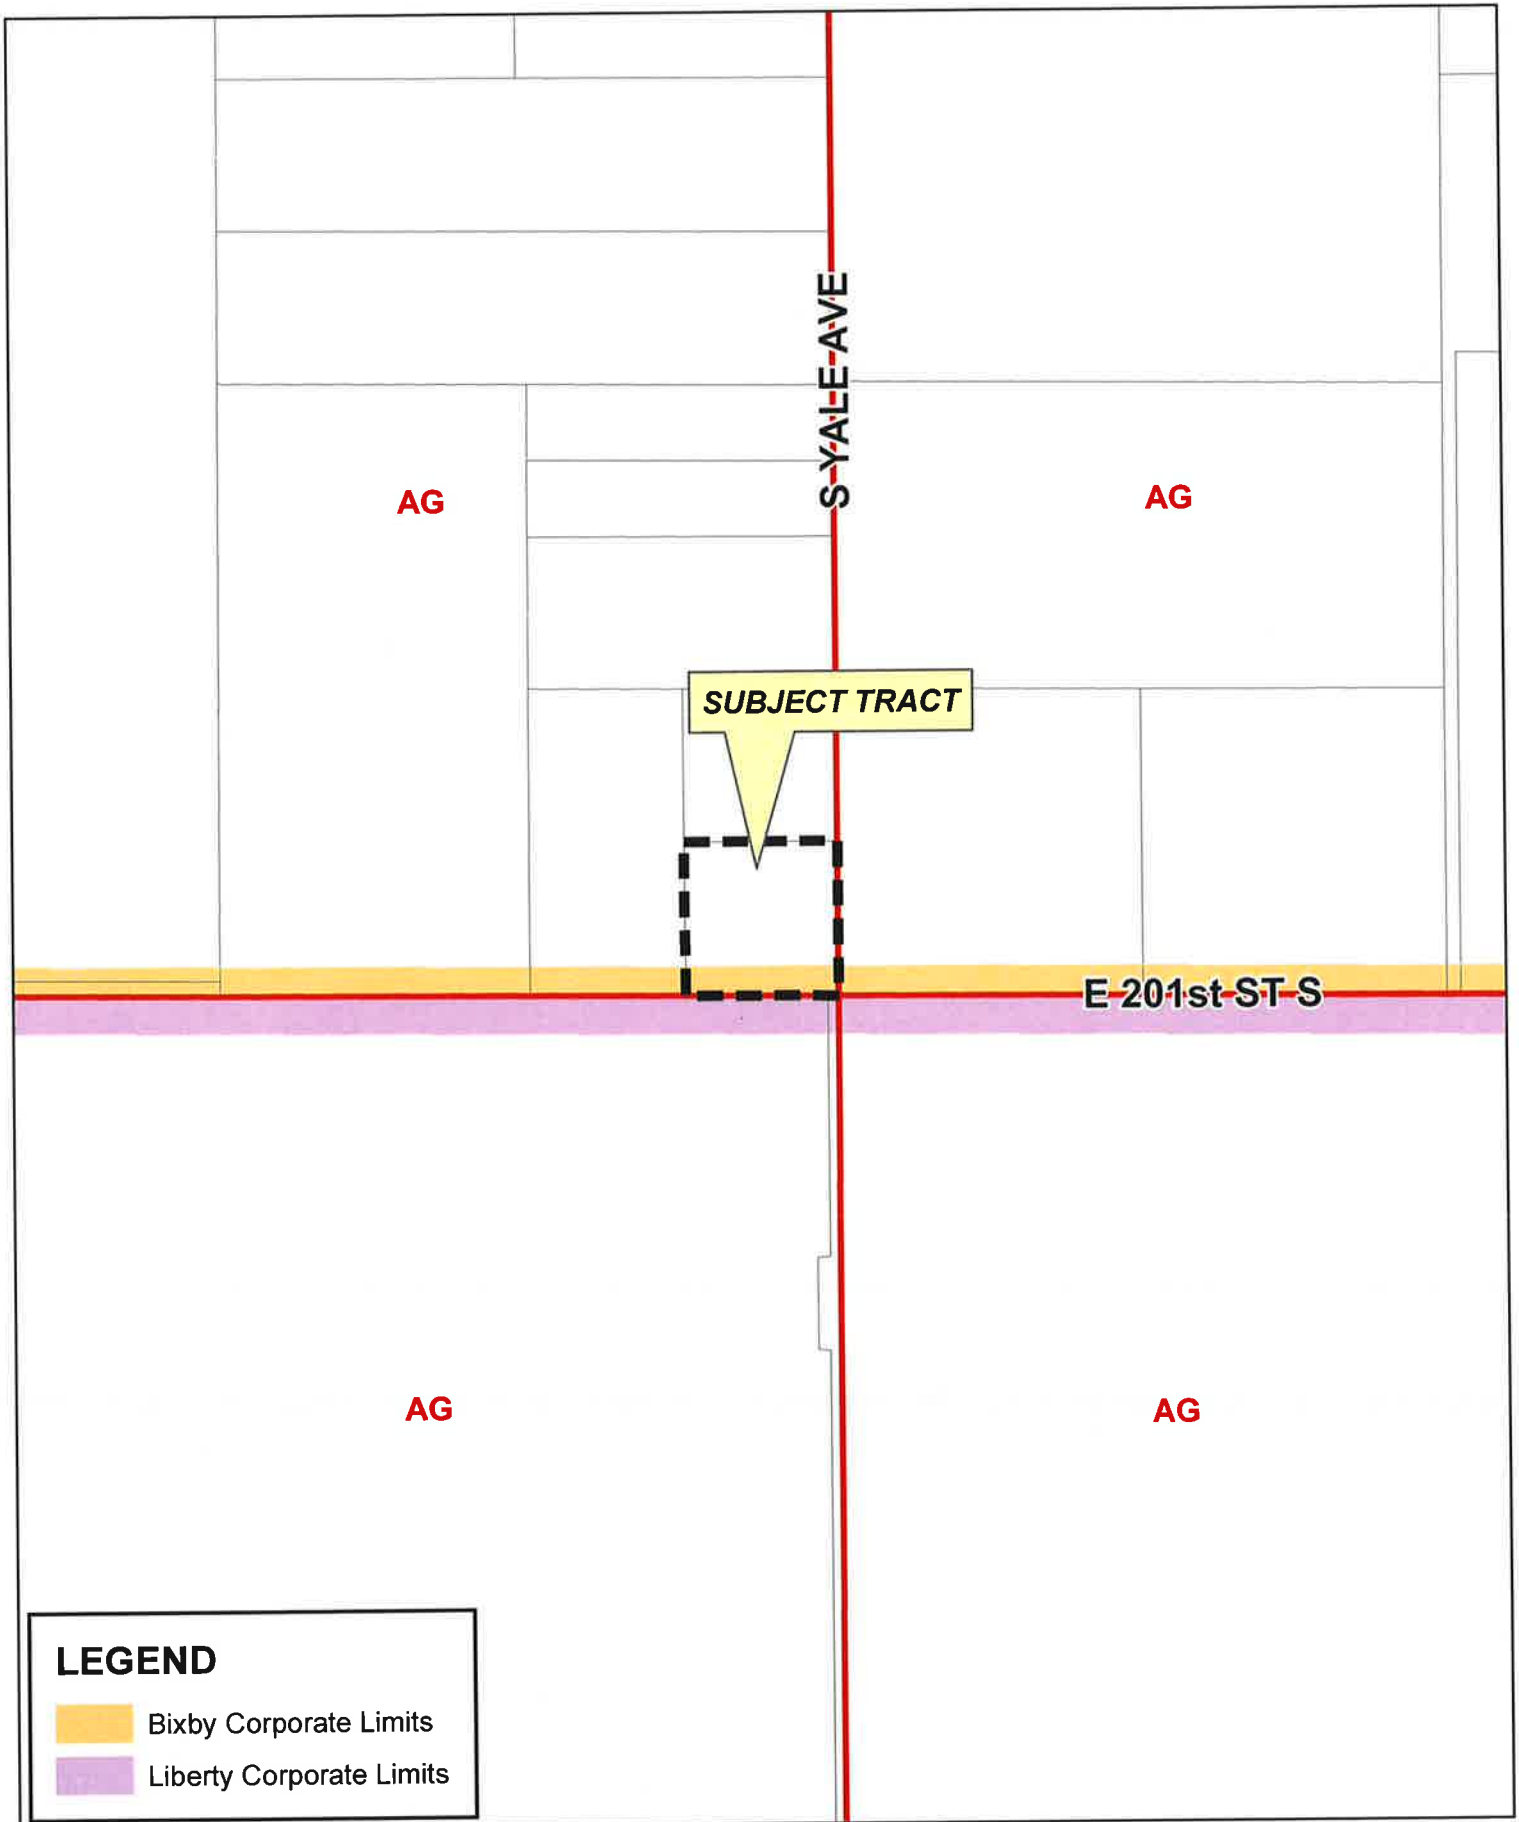 S YALE AVE
AG
AG
SUBJECT TRACT
E 201st ST S
AG
AG
LEGEND
Bixby Corporate Limits
Liberty Corporate Limits